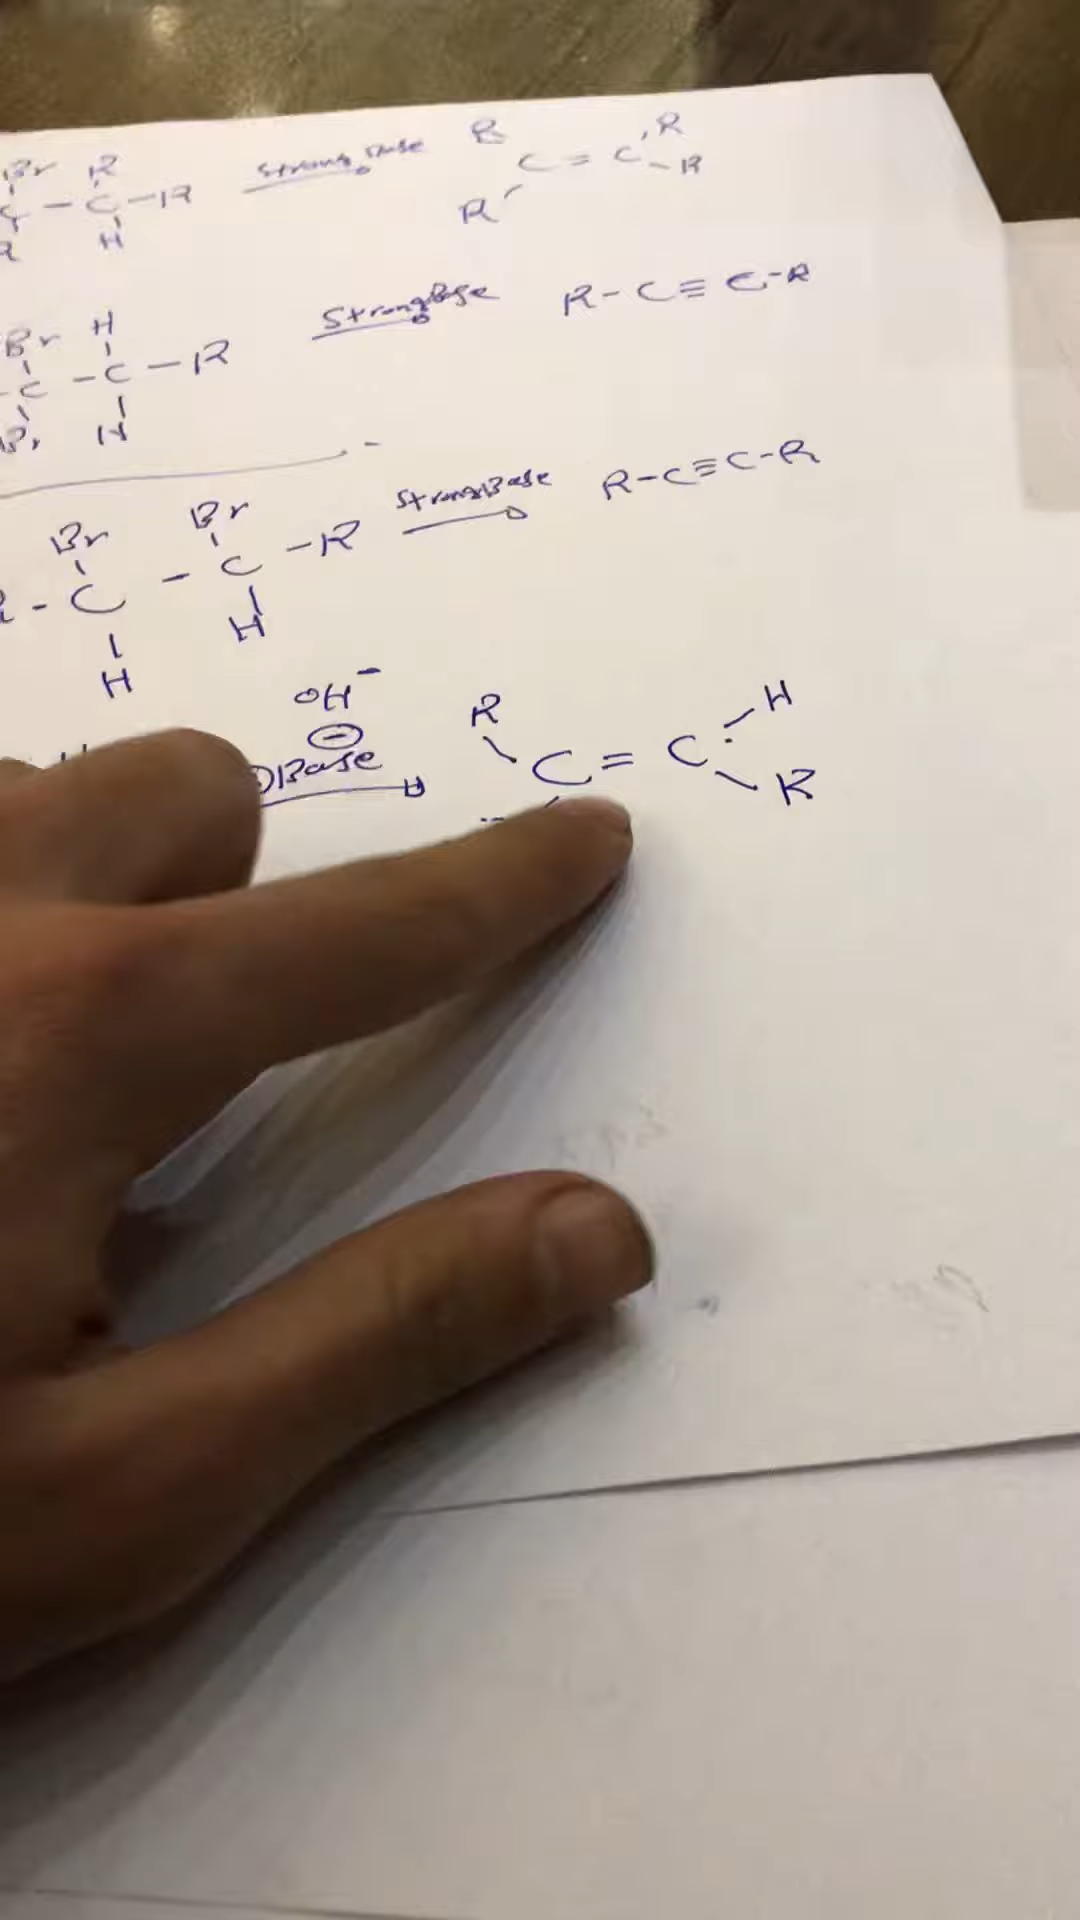 Br R Strong Base R R
C - C - R C = C - R
R H R
Br H Strong Base R - C ≡ C - R
- C - C - R
Br H
Br Br Strong Base R - C ≡ C - R
R - C - C - R
H H
OH⁻ R H
⊖ C = C
Base R